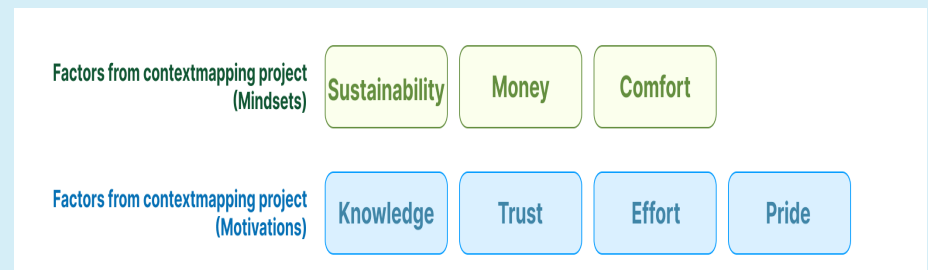 Factors from contextmapping project
(Mindsets)
Sustainability
Money
Comfort
Factors from contextmapping project
(Motivations)
Knowledge
Trust
Effort
Pride